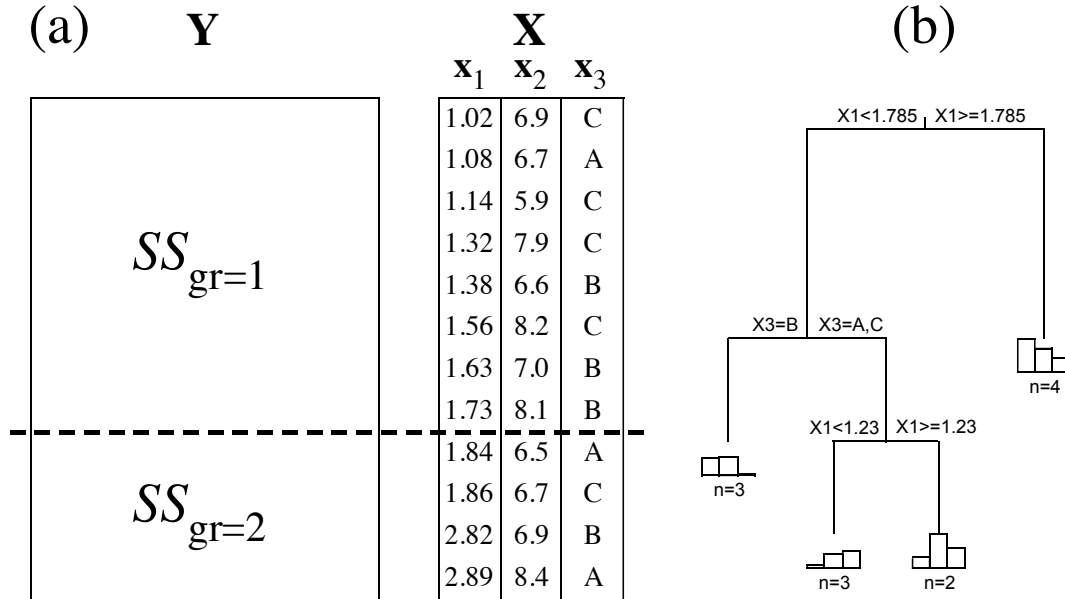 (a) Y X
x1 x2 x3
1.02 6.9 C
1.08 6.7 A
1.14 5.9 C
1.32 7.9 C
1.38 6.6 B
1.56 8.2 C
1.63 7.0 B
1.73 8.1 B
1.84 6.5 A
1.86 6.7 C
2.82 6.9 B
2.89 8.4 A
SSgr=1
SSgr=2
(b)
X1<1.785 X1>=1.785
X3=B X3=A,C
n=4
X1<1.23 X1>=1.23
n=3
n=3 n=2